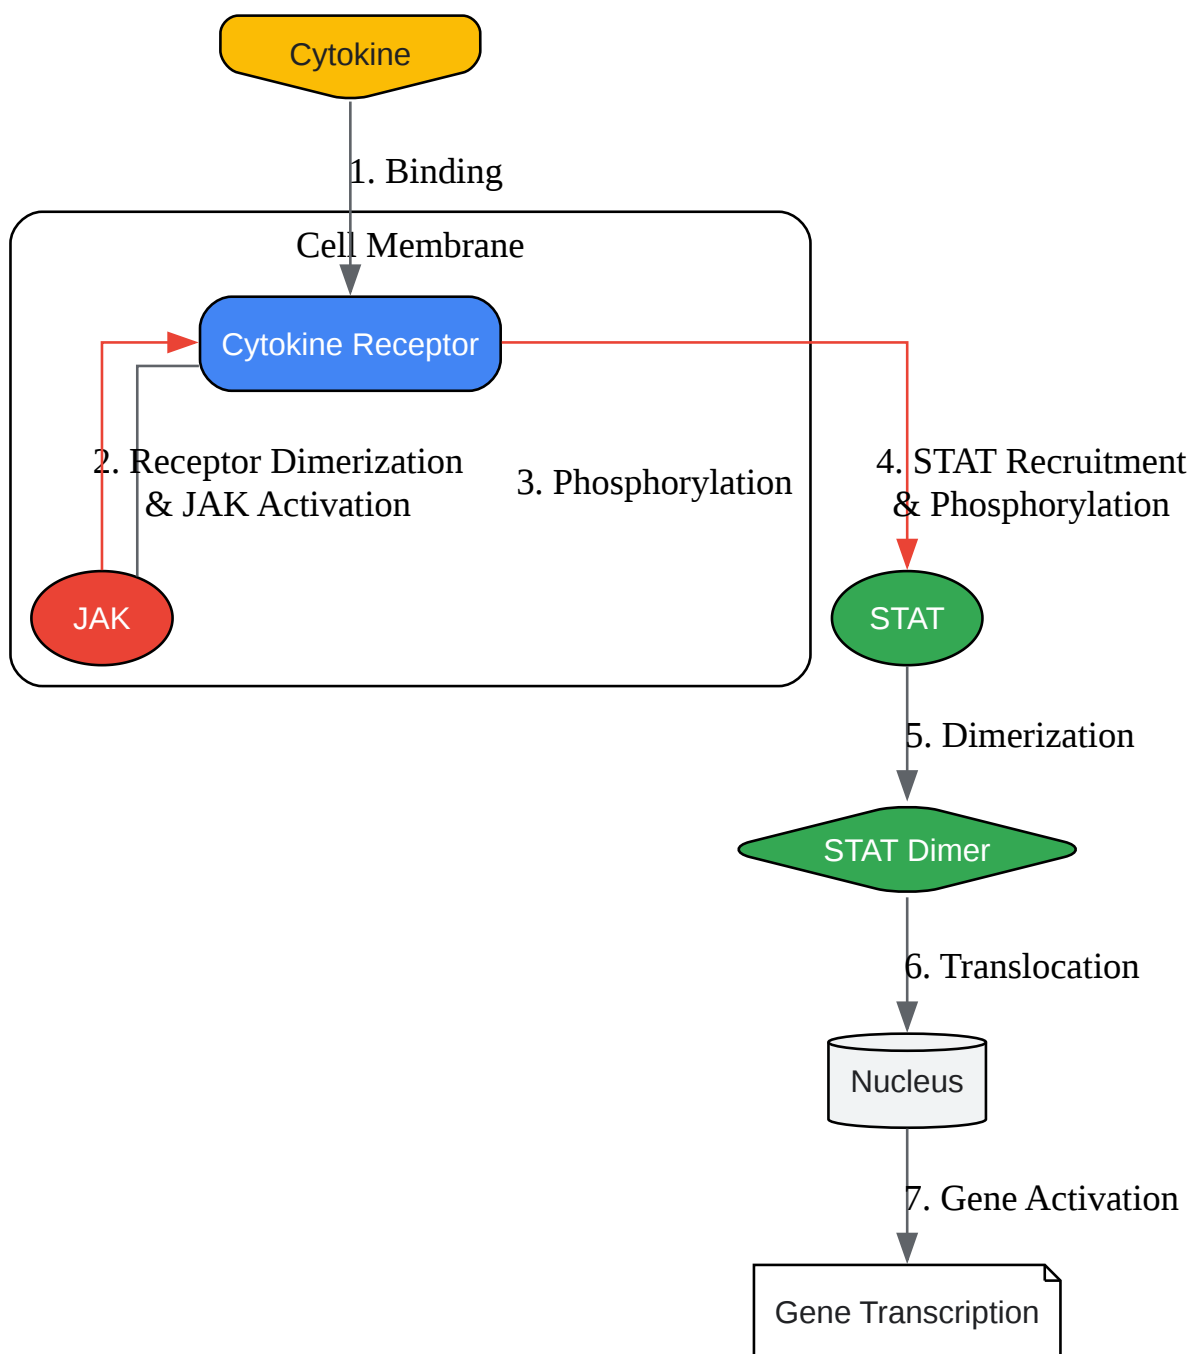 Cytokine
1. Binding
Cell Membrane
Cytokine Receptor
2. Receptor Dimerization
& JAK Activation
3. Phosphorylation
4. STAT Recruitment
& Phosphorylation
JAK
STAT
5. Dimerization
STAT Dimer
6. Translocation
Nucleus
7. Gene Activation
Gene Transcription